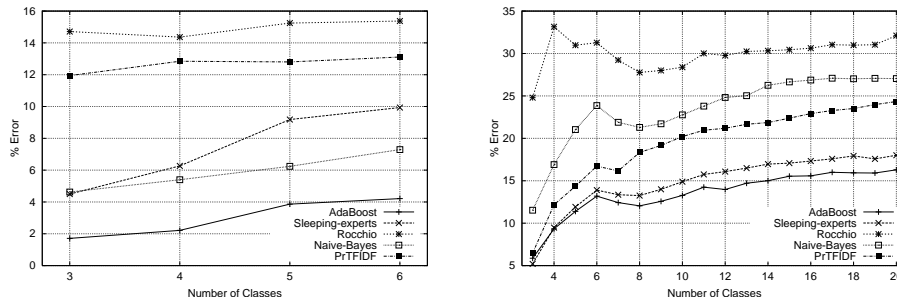 16
14
12
10
8
6
4
2
0
% Error
3
4
5
6
Number of Classes
AdaBoost
Sleeping-experts
Rocchio
Naive-Bayes
PrTFIDF
35
30
25
20
15
10
5
% Error
4
6
8
10
12
14
16
18
20
Number of Classes
AdaBoost
Sleeping-experts
Rocchio
Naive-Bayes
PrTFIDF